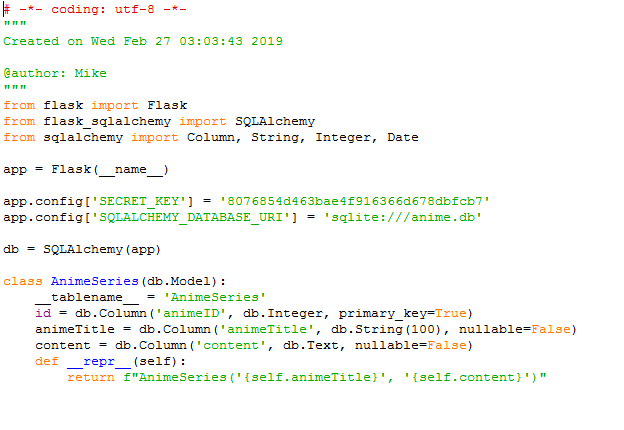 # -*- coding: utf-8 -*-
"""
Created on Wed Feb 27 03:03:43 2019

@author: Mike
"""
from flask import Flask
from flask_sqlalchemy import SQLAlchemy
from sqlalchemy import Column, String, Integer, Date

app = Flask(__name__)

app.config['SECRET_KEY'] = '8076854d463bae4f916366d678dbfcb7'
app.config['SQLALCHEMY_DATABASE_URI'] = 'sqlite:///anime.db'

db = SQLAlchemy(app)

class AnimeSeries(db.Model):
    __tablename__ = 'AnimeSeries'
    id = db.Column('animeID', db.Integer, primary_key=True)
    animeTitle = db.Column('animeTitle', db.String(100), nullable=False)
    content = db.Column('content', db.Text, nullable=False)
    def __repr__(self):
        return f"AnimeSeries('{self.animeTitle}', '{self.content}')"